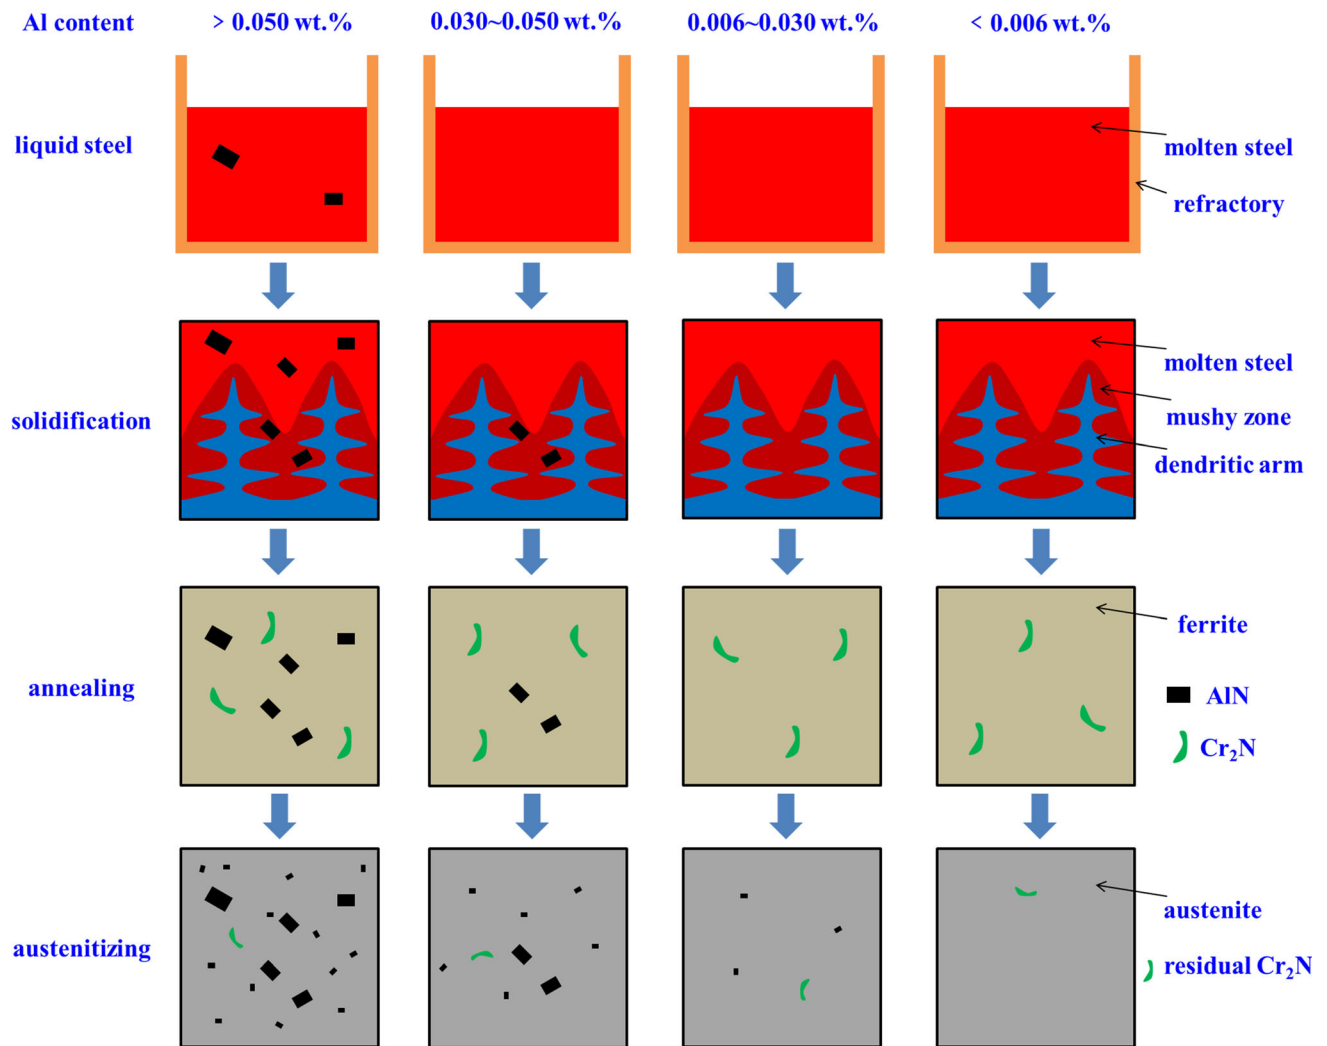 Al content
> 0.050 wt.%
0.030~0.050 wt.%
0.006~0.030 wt.%
< 0.006 wt.%
liquid steel
molten steel
refractory
solidification
molten steel
mushy zone
dendritic arm
annealing
ferrite
AlN
Cr₂N
austenitizing
austenite
residual Cr₂N